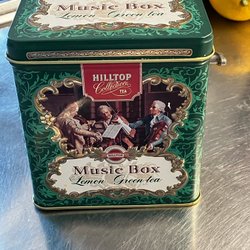 Music Box
Lemon Green tea
HILLTOP
Collection
TEA
Music Box
Lemon Green tea